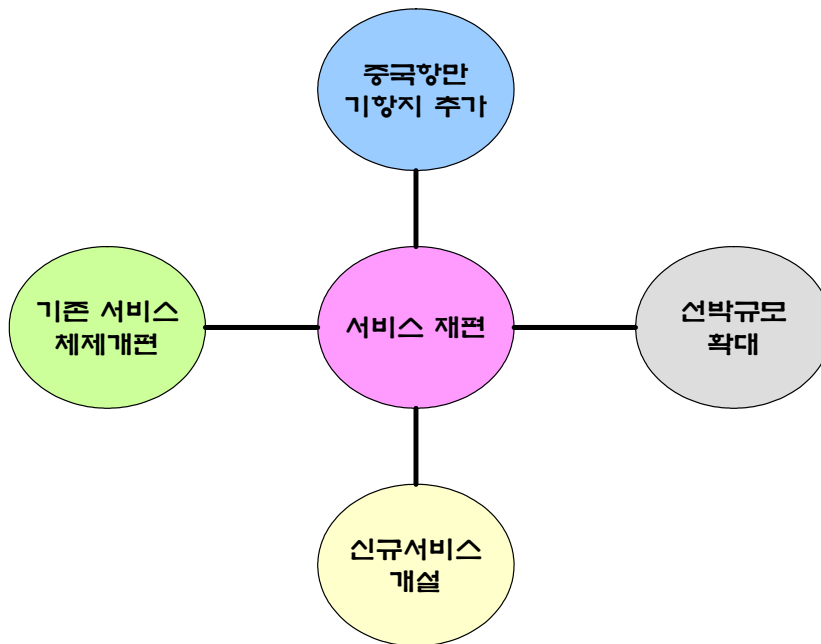 중국항만
기항지 추가
기존 서비스
체제개편
서비스 재편
선박규모
확대
신규서비스
개설